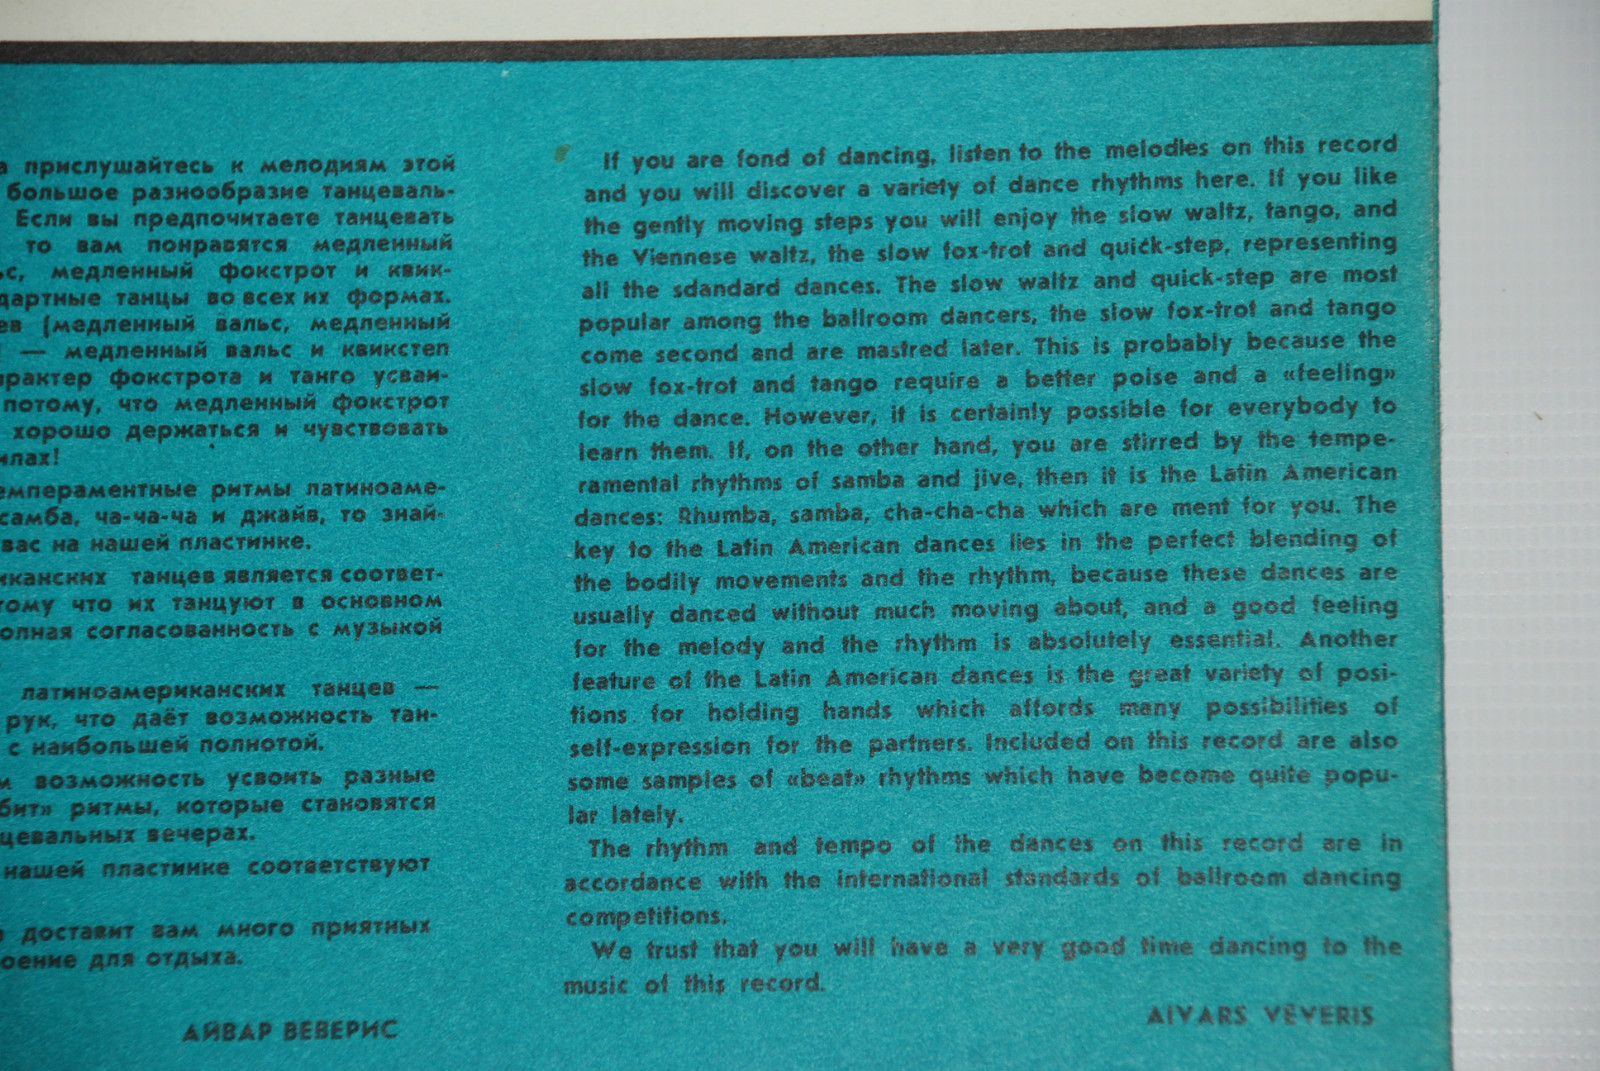 прислушайтесь к мелодиям этой
большое разнообразие танцеваль-
Если вы предпочитаете танцевать
то вам понравятся медленный
медленный фокстрот и квик-
дартные танцы во всех их формах.
ев (медленный вальс, медленный
— медленный вальс и квикстеп
рактер фокстрота и танго усваи-
потому, что медленный фокстрот
хорошо держаться и чувствовать
илах!
емпераментные ритмы латиноаме-
самба, ча-ча-ча и джайв, то знай-
вас на нашей пластинке.
иканских танцев является соответ-
тому что их танцуют в основном
олная согласованность с музыкой
латиноамериканских танцев —
рук, что даёт возможность тан-
с наибольшей полнотой.
м возможность усвоить разные
бит» ритмы, которые становятся
цевальных вечерах.
нашей пластинке соответствуют
доставит вам много приятных
оение для отдыха.
АЙВАР ВЕВЕРИС
If you are fond of dancing, listen to the melodies on this record
and you will discover a variety of dance rhythms here. If you like
the gently moving steps you will enjoy the slow waltz, tango, and
the Viennese waltz, the slow fox-trot and quick-step, representing
all the sdandard dances. The slow waltz and quick-step are most
popular among the ballroom dancers, the slow fox-trot and tango
come second and are mastred later. This is probably because the
slow fox-trot and tango require a better poise and a «feeling»
for the dance. However, it is certainly possible for everybody to
learn them. If, on the other hand, you are stirred by the tempe-
ramental rhythms of samba and jive, then it is the Latin American
dances: Rhumba, samba, cha-cha-cha which are ment for you. The
key to the Latin American dances lies in the perfect blending of
the bodily movements and the rhythm, because these dances are
usually danced without much moving about, and a good feeling
for the melody and the rhythm is absolutely essential. Another
feature of the Latin American dances is the great variety of posi-
tions for holding hands which affords many possibilities of
self-expression for the partners. Included on this record are also
some samples of «beat» rhythms which have become quite popu-
lar lately.
The rhythm and tempo of the dances on this record are in
accordance with the international standards of ballroom dancing
competitions.
We trust that you will have a very good time dancing to the
music of this record.
AIVARS VĒVERIS